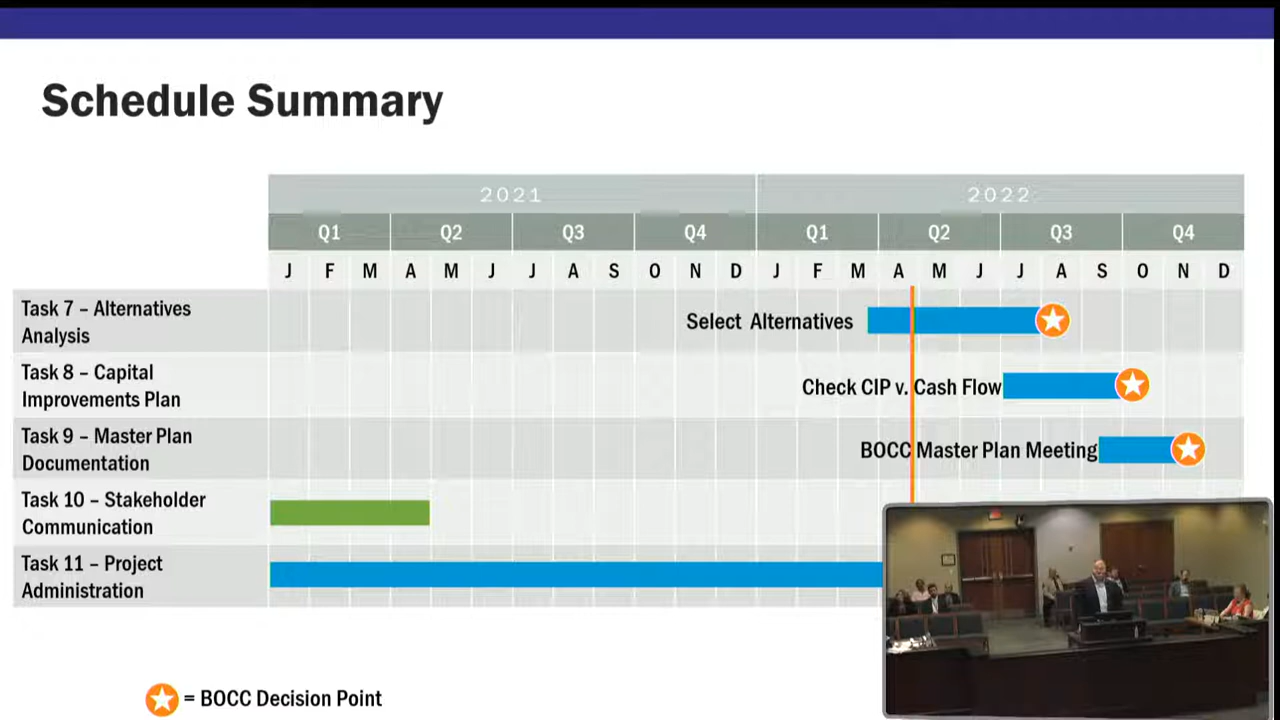 Schedule Summary
2021 2022
Q1 Q2 Q3 Q4 Q1 Q2 Q3 Q4
J F M A M J J A S O N D J F M A M J J A S O N D
Task 7 – Alternatives
Analysis
Select Alternatives
Task 8 – Capital
Improvements Plan
Check CIP v. Cash Flow
Task 9 – Master Plan
Documentation
BOCC Master Plan Meeting
Task 10 – Stakeholder
Communication
Task 11 – Project
Administration
= BOCC Decision Point